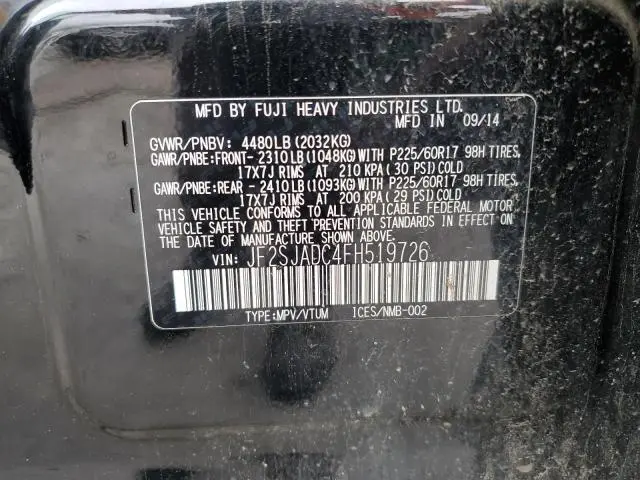 MFD BY FUJI HEAVY INDUSTRIES LTD.
MFD IN 09/14
GVWR/PNBV: 4480LB(2032KG)
GAWR/PNBE:FRONT- 2310LB(1048KG)WITH P225/60R17 98H TIRES,
17X7J RIMS AT 210 KPA(30 PSI)COLD
GAWR/PNBE:REAR - 2410LB(1093KG)WITH P225/60R17 98H TIRES,
17X7J RIMS AT 200 KPA(29 PSI)COLD
THIS VEHICLE CONFORMS TO ALL APPLICABLE FEDERAL MOTOR
VEHICLE SAFETY AND THEFT PREVENTION STANDARDS IN EFFECT ON
THE DATE OF MANUFACTURE SHOWN ABOVE.
VIN: JF2SJADC4FH519726
TYPE:MPV/VTUM ICES/NMB-002